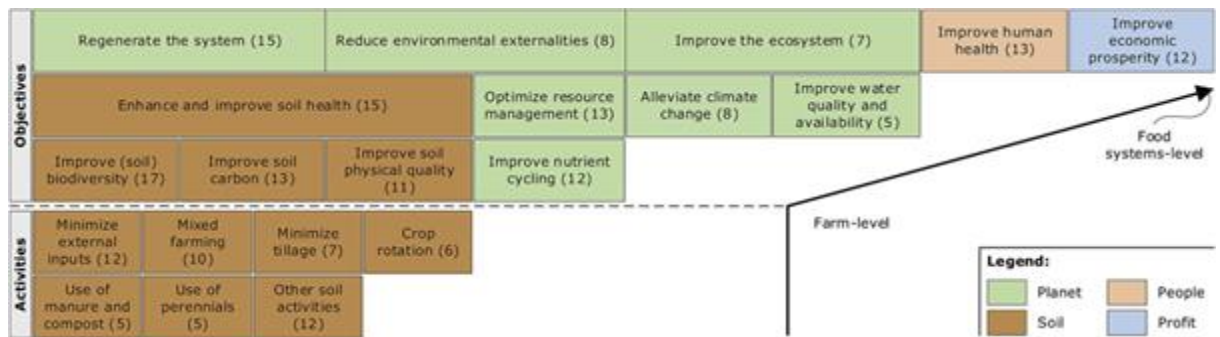 Objectives
Regenerate the system (15)
Reduce environmental externalities (8)
Improve the ecosystem (7)
Improve human
health (13)
Improve
economic
prosperity (12)
Enhance and improve soil health (15)
Optimize resource
management (13)
Alleviate climate
change (8)
Improve water
quality and
availability (5)
Improve (soil)
biodiversity (17)
Improve soil
carbon (13)
Improve soil
physical quality
(11)
Improve nutrient
cycling (12)
Food
systems-level
Farm-level
Activities
Minimize
external
inputs (12)
Mixed
farming
(10)
Minimize
tillage (7)
Crop
rotation (6)
Use of
manure and
compost (5)
Use of
perennials
(5)
Other soil
activities
(12)
Legend:
Planet
People
Soil
Profit